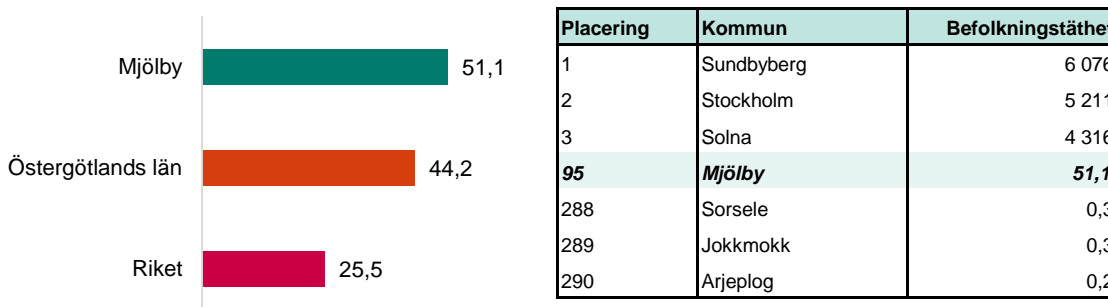 Mjölby 51,1
Östergötlands län 44,2
Riket 25,5
Placering Kommun Befolkningstäthet
1 Sundbyberg 6 076
2 Stockholm 5 211
3 Solna 4 316
95 Mjölby 51,1
288 Sorsele 0,3
289 Jokkmokk 0,3
290 Arjeplog 0,2